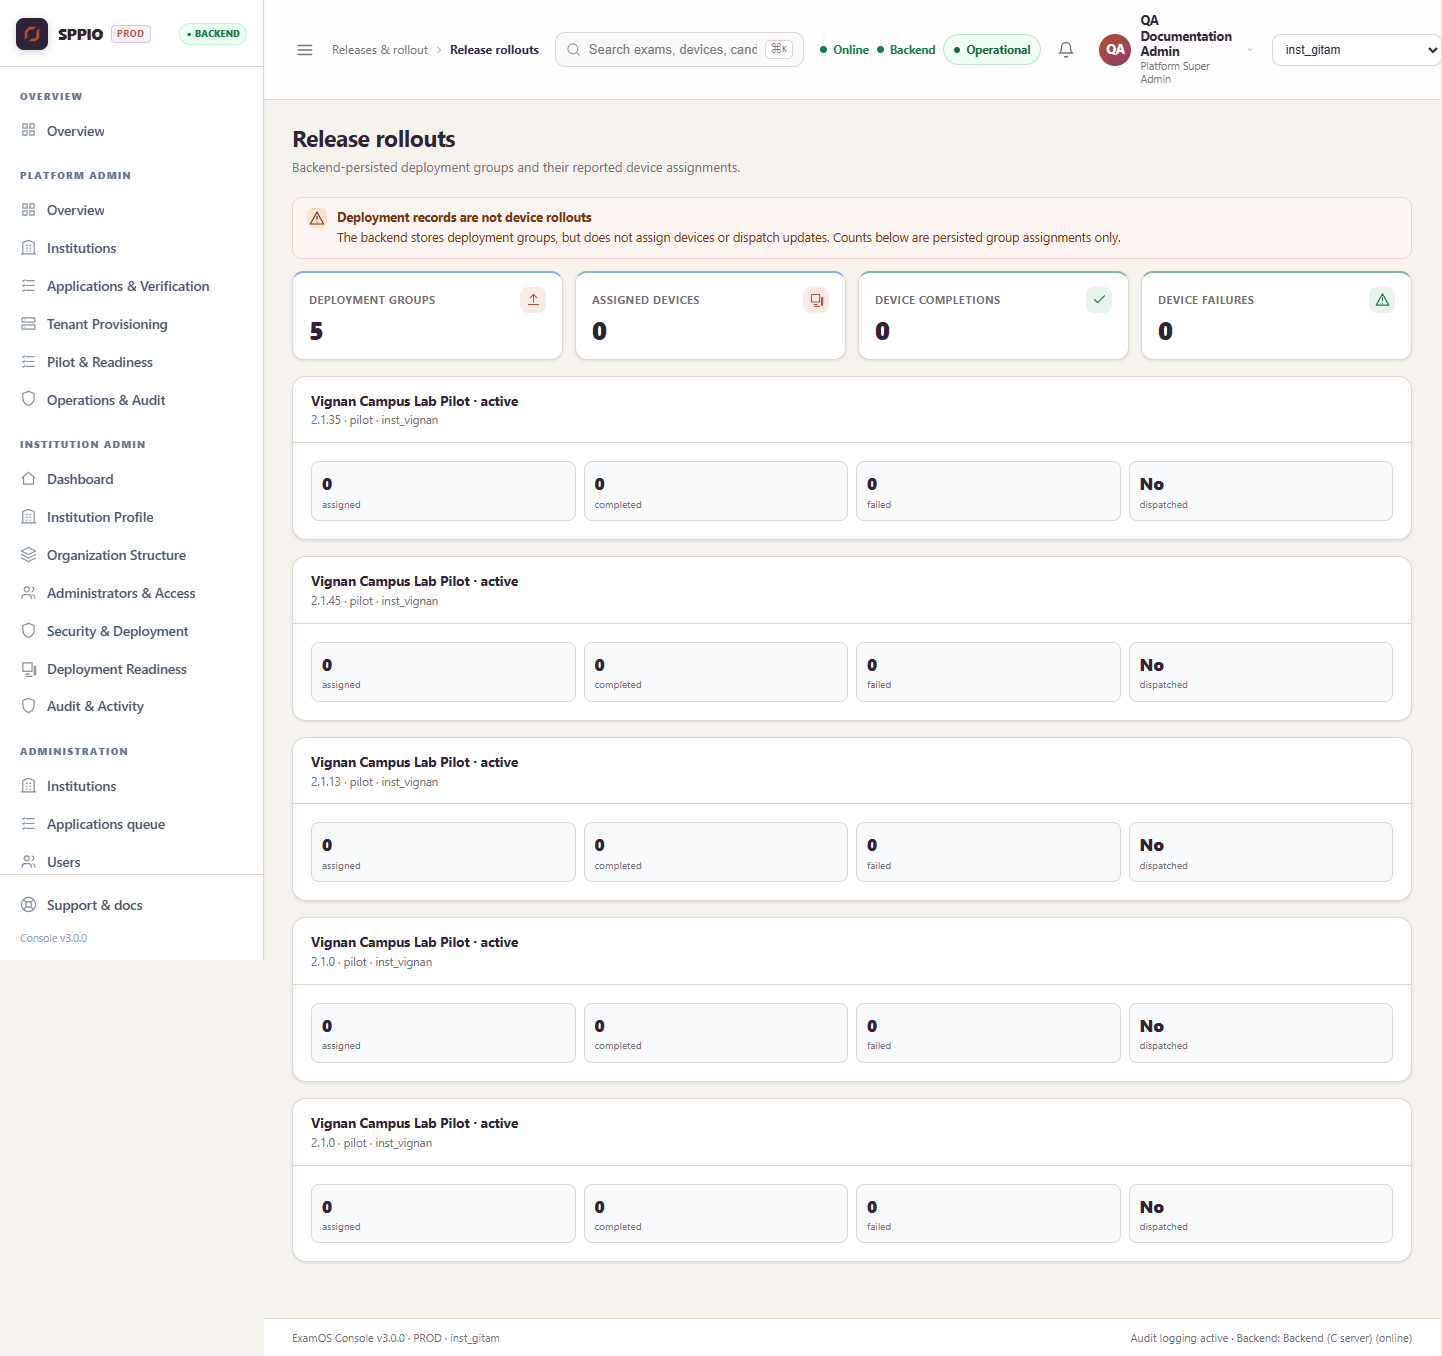 SPPIO PROD • BACKEND
OVERVIEW
Overview
PLATFORM ADMIN
Overview
Institutions
Applications & Verification
Tenant Provisioning
Pilot & Readiness
Operations & Audit
INSTITUTION ADMIN
Dashboard
Institution Profile
Organization Structure
Administrators & Access
Security & Deployment
Deployment Readiness
Audit & Activity
ADMINISTRATION
Institutions
Applications queue
Users
Support & docs
Console v3.0.0
Releases & rollout › Release rollouts
Search exams, devices, cand ⌘K
Online Backend Operational
QA
QA Documentation Admin
Platform Super Admin
inst_gitam
Release rollouts
Backend-persisted deployment groups and their reported device assignments.
Deployment records are not device rollouts
The backend stores deployment groups, but does not assign devices or dispatch updates. Counts below are persisted group assignments only.
DEPLOYMENT GROUPS
5
ASSIGNED DEVICES
0
DEVICE COMPLETIONS
0
DEVICE FAILURES
0
Vignan Campus Lab Pilot · active
2.1.35 · pilot · inst_vignan
0 0 0 No
assigned completed failed dispatched
Vignan Campus Lab Pilot · active
2.1.45 · pilot · inst_vignan
0 0 0 No
assigned completed failed dispatched
Vignan Campus Lab Pilot · active
2.1.13 · pilot · inst_vignan
0 0 0 No
assigned completed failed dispatched
Vignan Campus Lab Pilot · active
2.1.0 · pilot · inst_vignan
0 0 0 No
assigned completed failed dispatched
Vignan Campus Lab Pilot · active
2.1.0 · pilot · inst_vignan
0 0 0 No
assigned completed failed dispatched
ExamOS Console v3.0.0 · PROD · inst_gitam
Audit logging active · Backend: Backend (C server) (online)